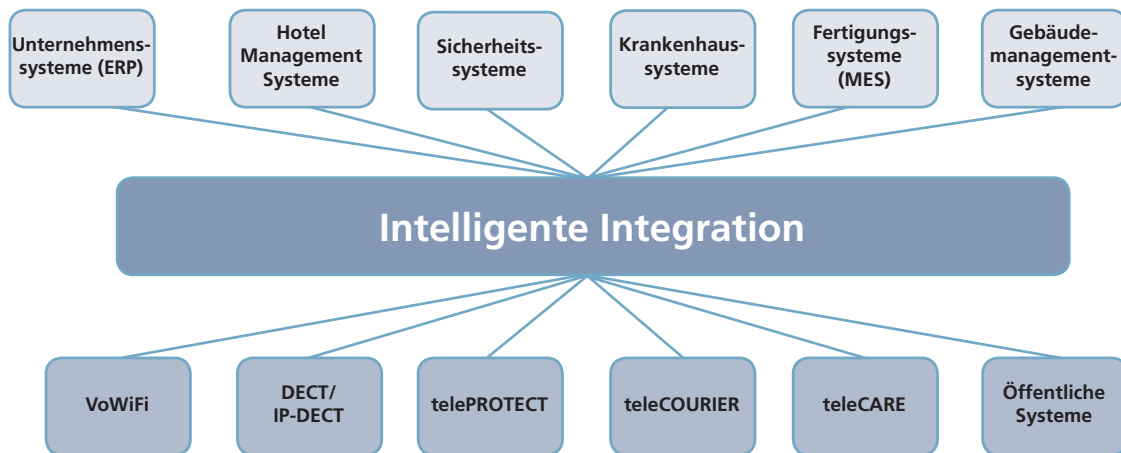 Unternehmens-
systeme (ERP)
Hotel
Management
Systeme
Sicherheits-
systeme
Krankenhaus-
systeme
Fertigungs-
systeme
(MES)
Gebäude-
management-
systeme
Intelligente Integration
VoWiFi
DECT/
IP-DECT
telePROTECT
teleCOURIER
teleCARE
Öffentliche
Systeme